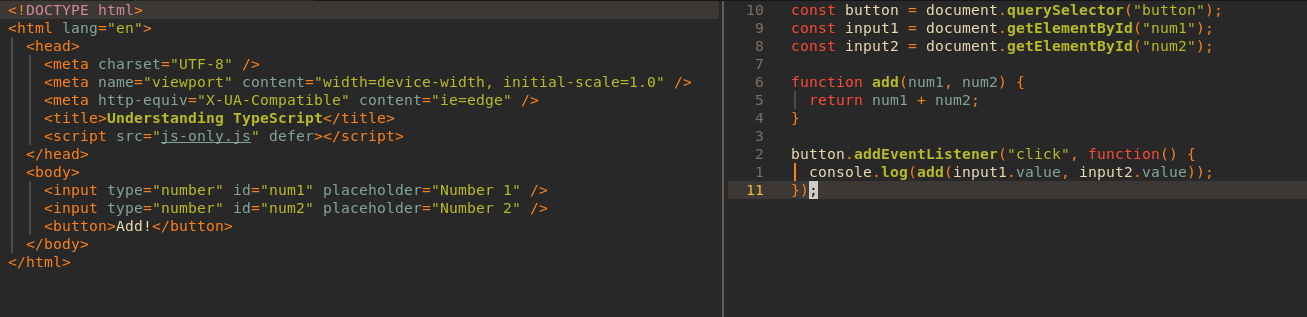 <!DOCTYPE html>
<html lang="en">
<head>
<meta charset="UTF-8" />
<meta name="viewport" content="width=device-width, initial-scale=1.0" />
<meta http-equiv="X-UA-Compatible" content="ie=edge" />
<title>Understanding TypeScript</title>
<script src="js-only.js" defer></script>
</head>
<body>
<input type="number" id="num1" placeholder="Number 1" />
<input type="number" id="num2" placeholder="Number 2" />
<button>Add!</button>
</body>
</html>
10 const button = document.querySelector("button");
9 const input1 = document.getElementById("num1");
8 const input2 = document.getElementById("num2");
7
6 function add(num1, num2) {
5 return num1 + num2;
4 }
3
2 button.addEventListener("click", function() {
1 console.log(add(input1.value, input2.value));
11 });